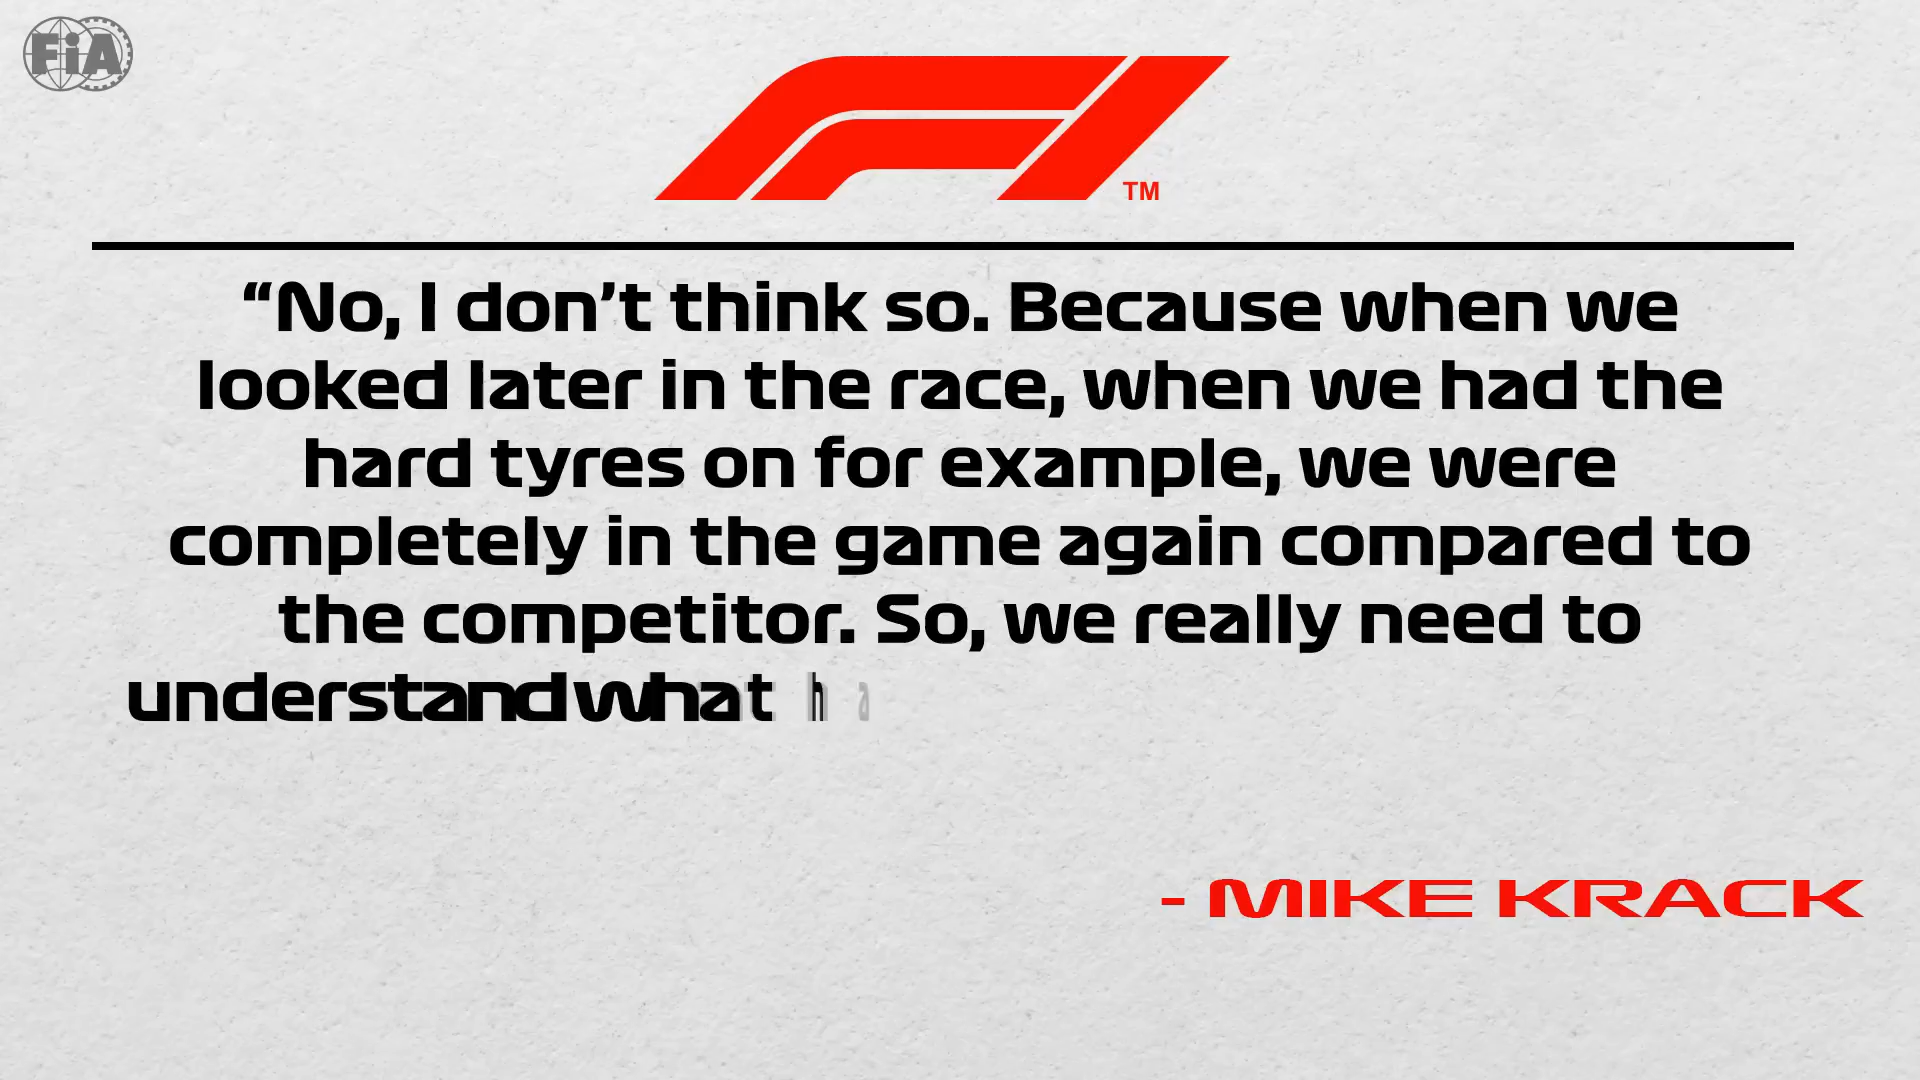 FiA
F1
TM
“No, I don’t think so. Because when we
looked later in the race, when we had the
hard tyres on for example, we were
completely in the game again compared to
the competitor. So, we really need to
understand what ha
- MIKE KRACK